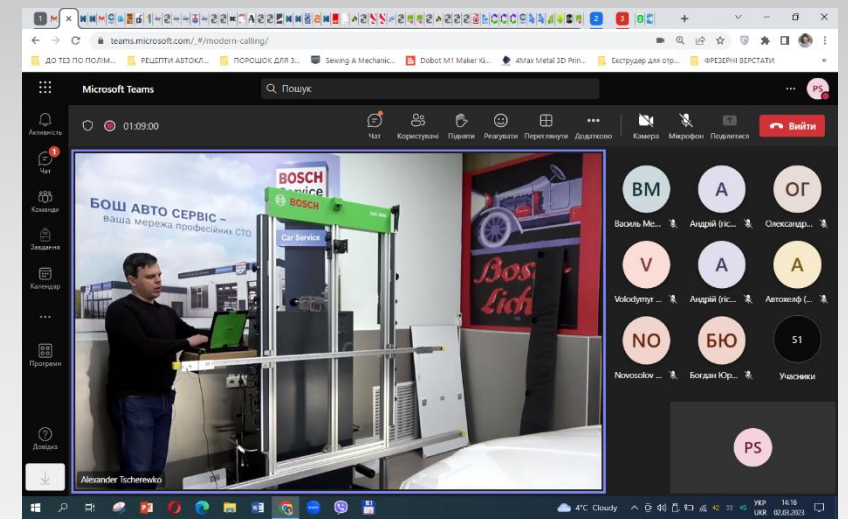 teams.microsoft.com/_#/modern-calling/
ДО ТЕЗ ПО ПОЛІМ...
РЕЦЕПТИ АВТОКЛ...
ПОРОШОК ДЛЯ З...
Sewing A Mechanic...
Dobot M1 Maker Ki...
4Max Metal 3D Prin...
Екструдер для отр...
ФРЕЗЕРНІ ВЕРСТАТИ
Microsoft Teams
Пошук
PS
Активність
1
Чат
Команди
Завдання
Календар
Програми
Довідка
01:09:00
Чат
Користувачі
Підняти
Реагувати
Переглянути
Додатково
Камера
Мікрофон
Поділитися
Вийти
БОШ АВТО СЕРВІС –
ваша мережа професійних СТО
BOSCH
Service
BOSCH
Car Service
Bosch
Licht
Alexander Tscherewko
ВМ
Василь Ме...
А
Андрій (гіс...
ОГ
Олександр...
V
Volodymyr ...
А
Андрій (гіс...
А
Автохелф (...
NO
Novosolov ...
БЮ
Богдан Юр...
51
Учасники
PS
4°C Cloudy
УКР
UKR
14:16
02.03.2023